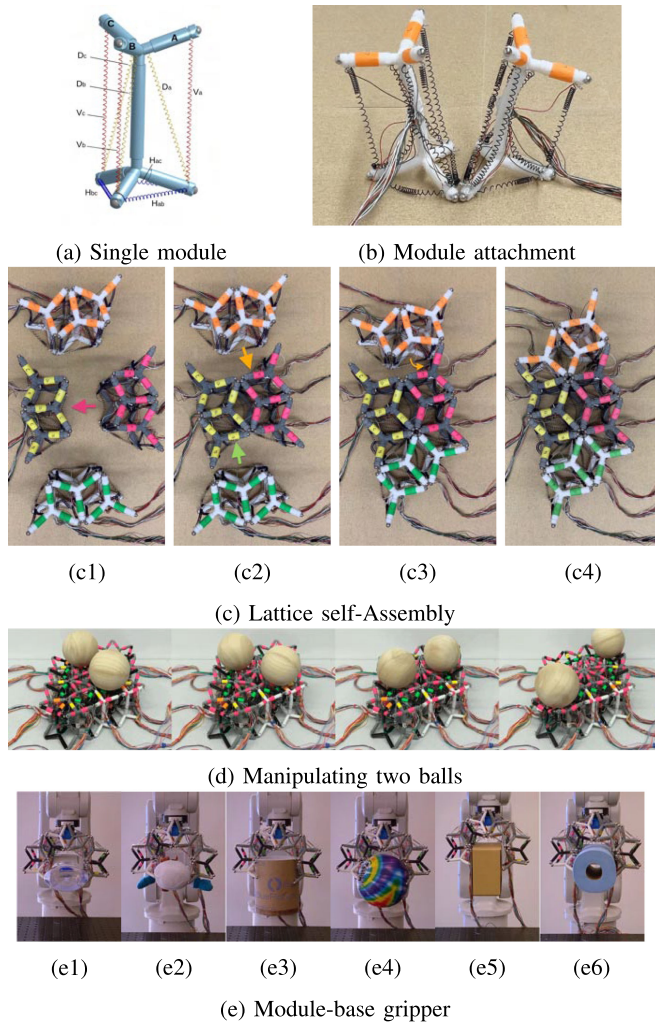 C
B
A
Dc
Db
Da
Va
Vc
Vb
Hac
Hbc
Hab
(a) Single module
(b) Module attachment
(c1)
(c2)
(c3)
(c4)
(c) Lattice self-Assembly
(d) Manipulating two balls
(e1)
(e2)
(e3)
(e4)
(e5)
(e6)
(e) Module-base gripper